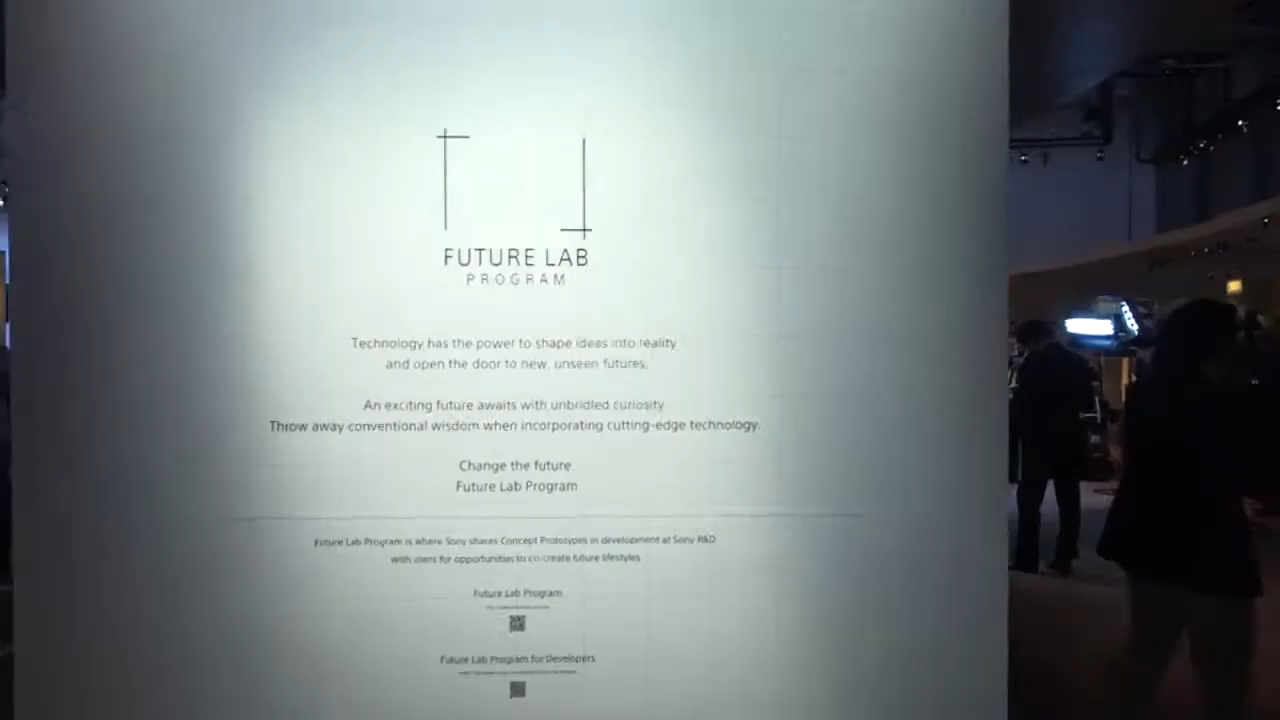 FUTURE LAB
PROGRAM
Technology has the power to shape ideas into reality
and open the door to new, unseen futures.
An exciting future awaits with unbridled curiosity
Throw away conventional wisdom when incorporating cutting-edge technology.
Change the future.
Future Lab Program
Future Lab Program is where Sony shares Concept Prototypes in development at Sony R&D
with users for opportunities to co-create future lifestyles
Future Lab Program
Future Lab Program for Developers